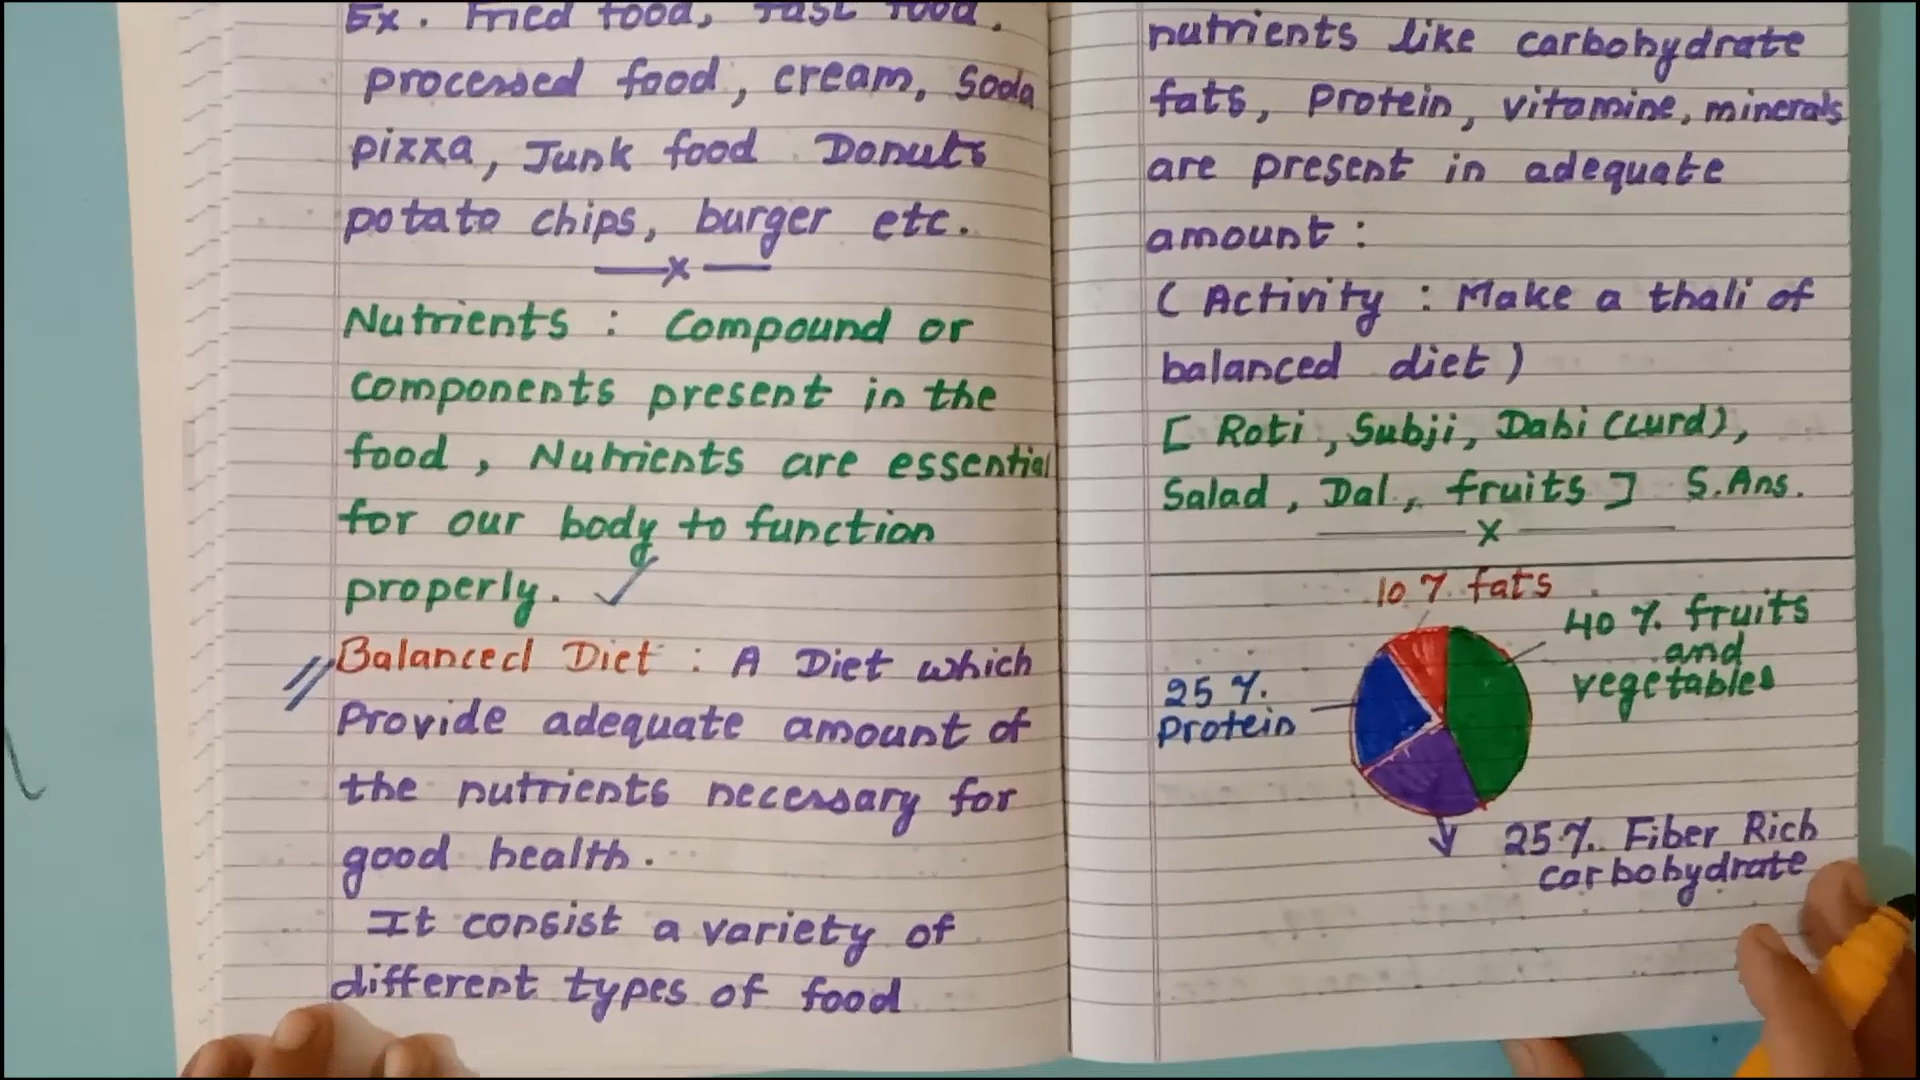 Ex. Fried food, fast food,
processed food, cream, Soda
pizza, Junk food Donuts
potato chips, burger etc.
Nutrients : Compound or
components present in the
food, Nutrients are essential
for our body to function
properly.
Balanced Diet : A Diet which
Provide adequate amount of
the nutrients necessary for
good health.
It consist a variety of
different types of food
nutrients like carbohydrate
fats, Protein, vitamine, minerals
are present in adequate
amount :
( Activity : Make a thali of
balanced diet )
[ Roti, Subji, Dahi (curd),
Salad, Dal, fruits ] S.Ans.
10 % fats
40 % fruits
and
vegetables
25 %.
Protein
25 %. Fiber Rich
carbohydrate